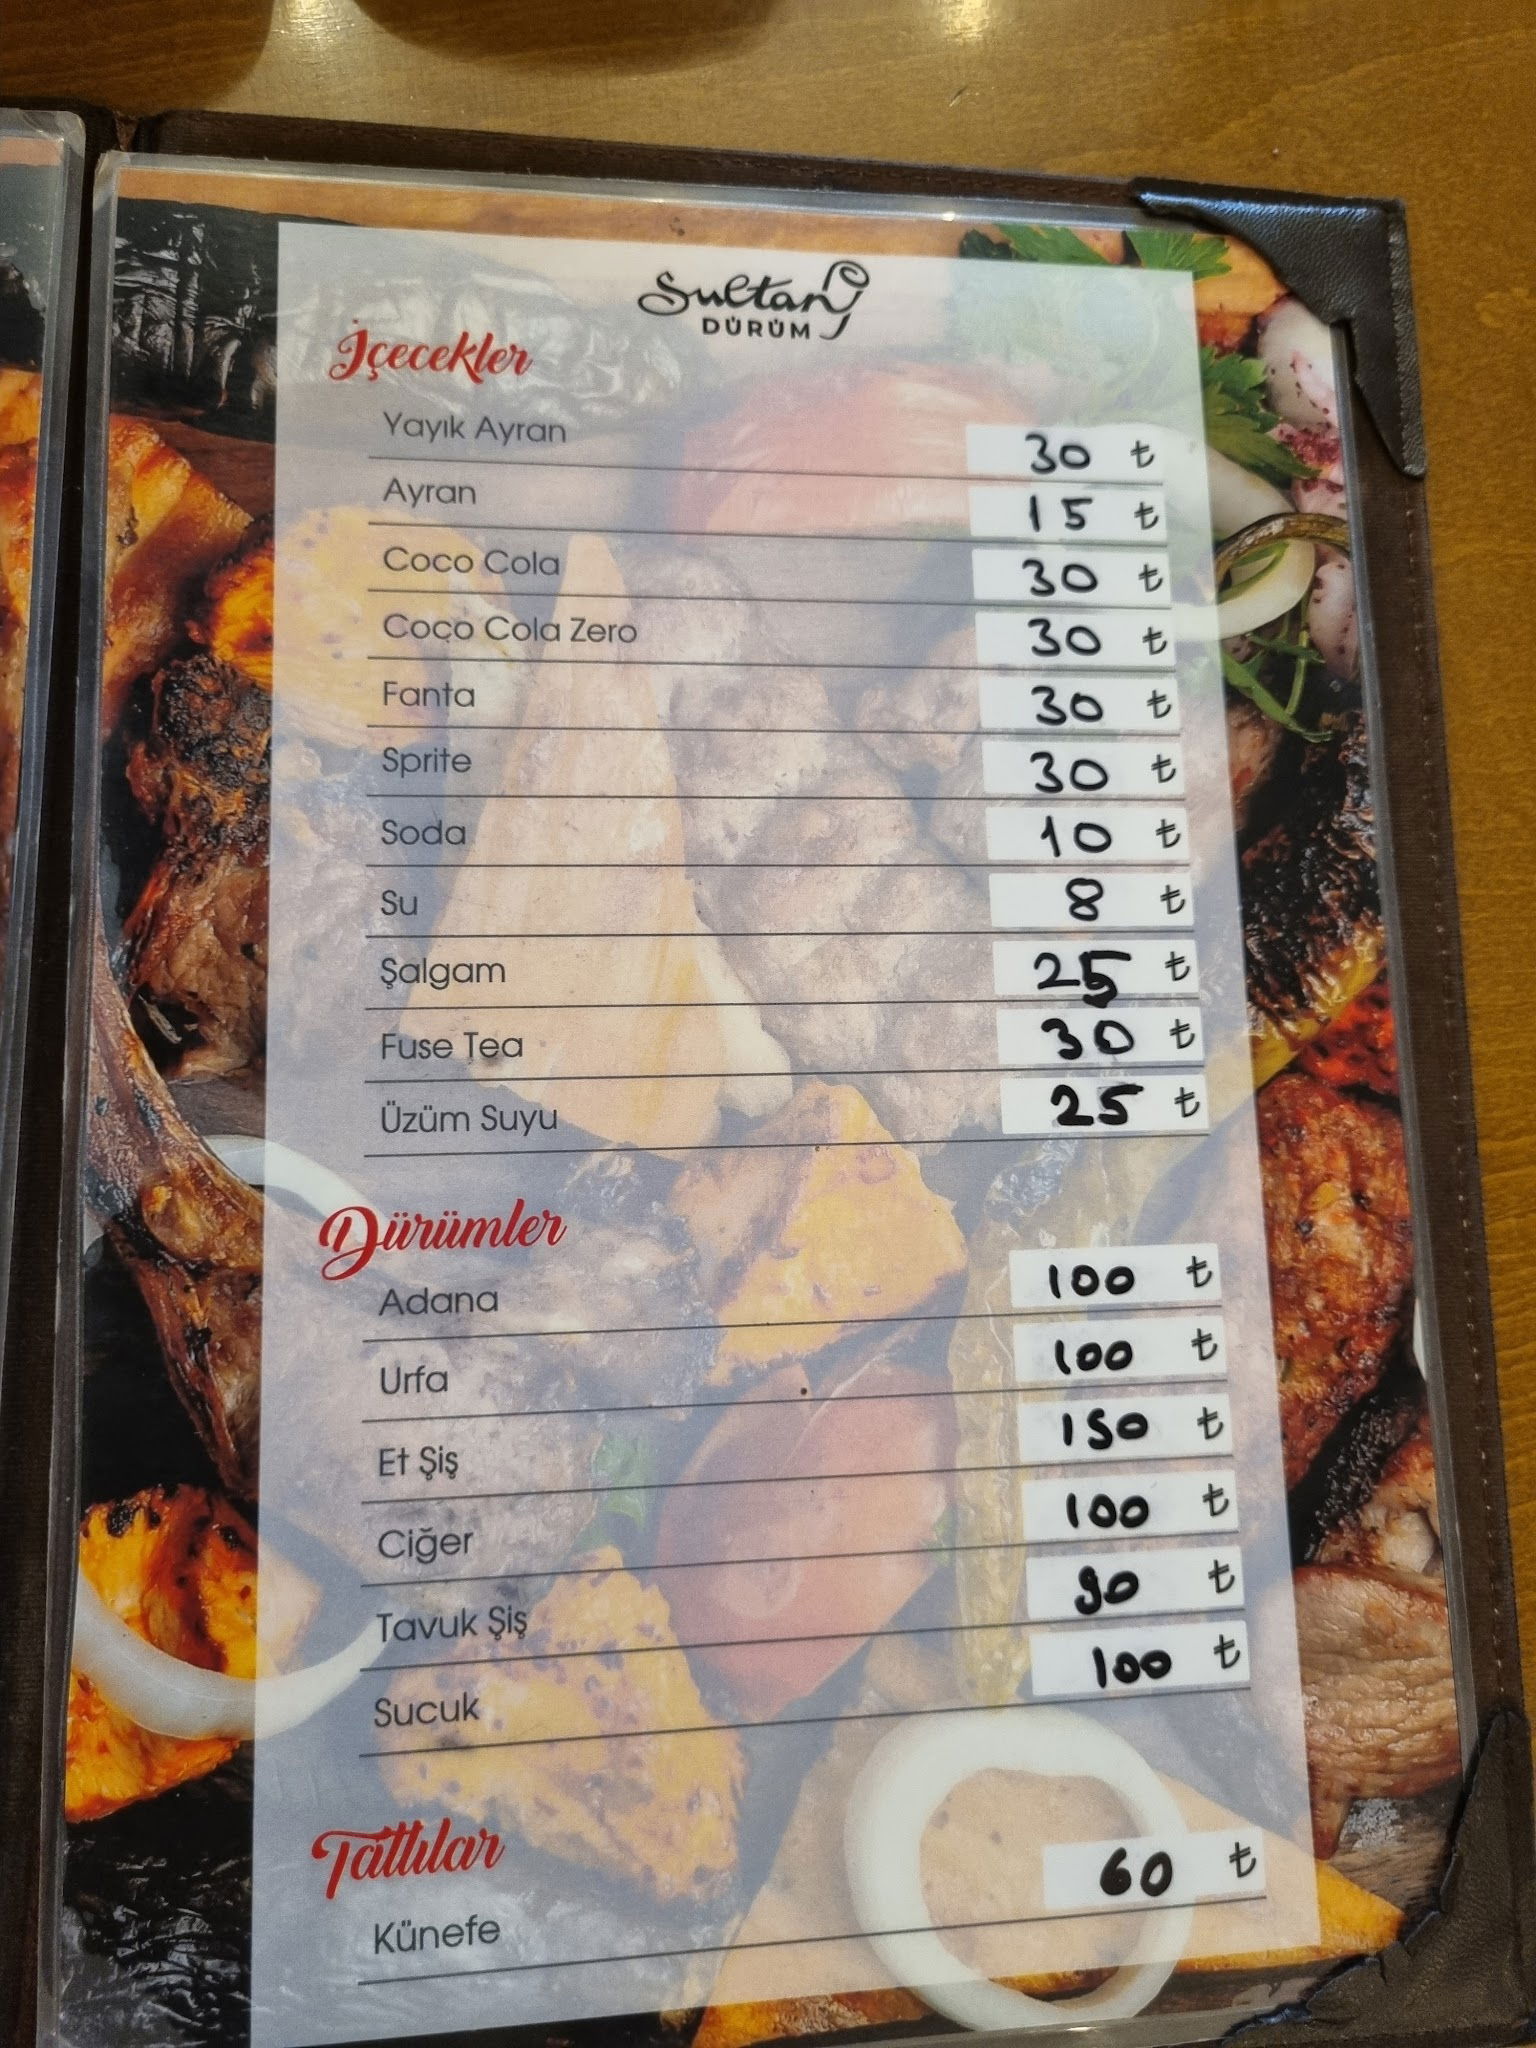 Sultan
DÜRÜM
İçecekler
Yayık Ayran 30 ₺
Ayran 15 ₺
Coco Cola 30 ₺
Coco Cola Zero 30 ₺
Fanta 30 ₺
Sprite 30 ₺
Soda 10 ₺
Su 8 ₺
Şalgam 25 ₺
Fuse Tea 30 ₺
Üzüm Suyu 25 ₺
Dürümler
Adana 100 ₺
Urfa 100 ₺
Et Şiş 150 ₺
Ciğer 100 ₺
Tavuk Şiş 90 ₺
Sucuk 100 ₺
Tatlılar
Künefe 60 ₺